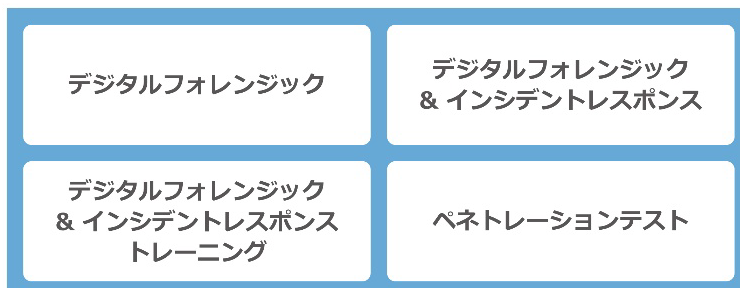 デジタルフォレンジック
デジタルフォレンジック
& インシデントレスポンス
デジタルフォレンジック
& インシデントレスポンス
トレーニング
ペネトレーションテスト